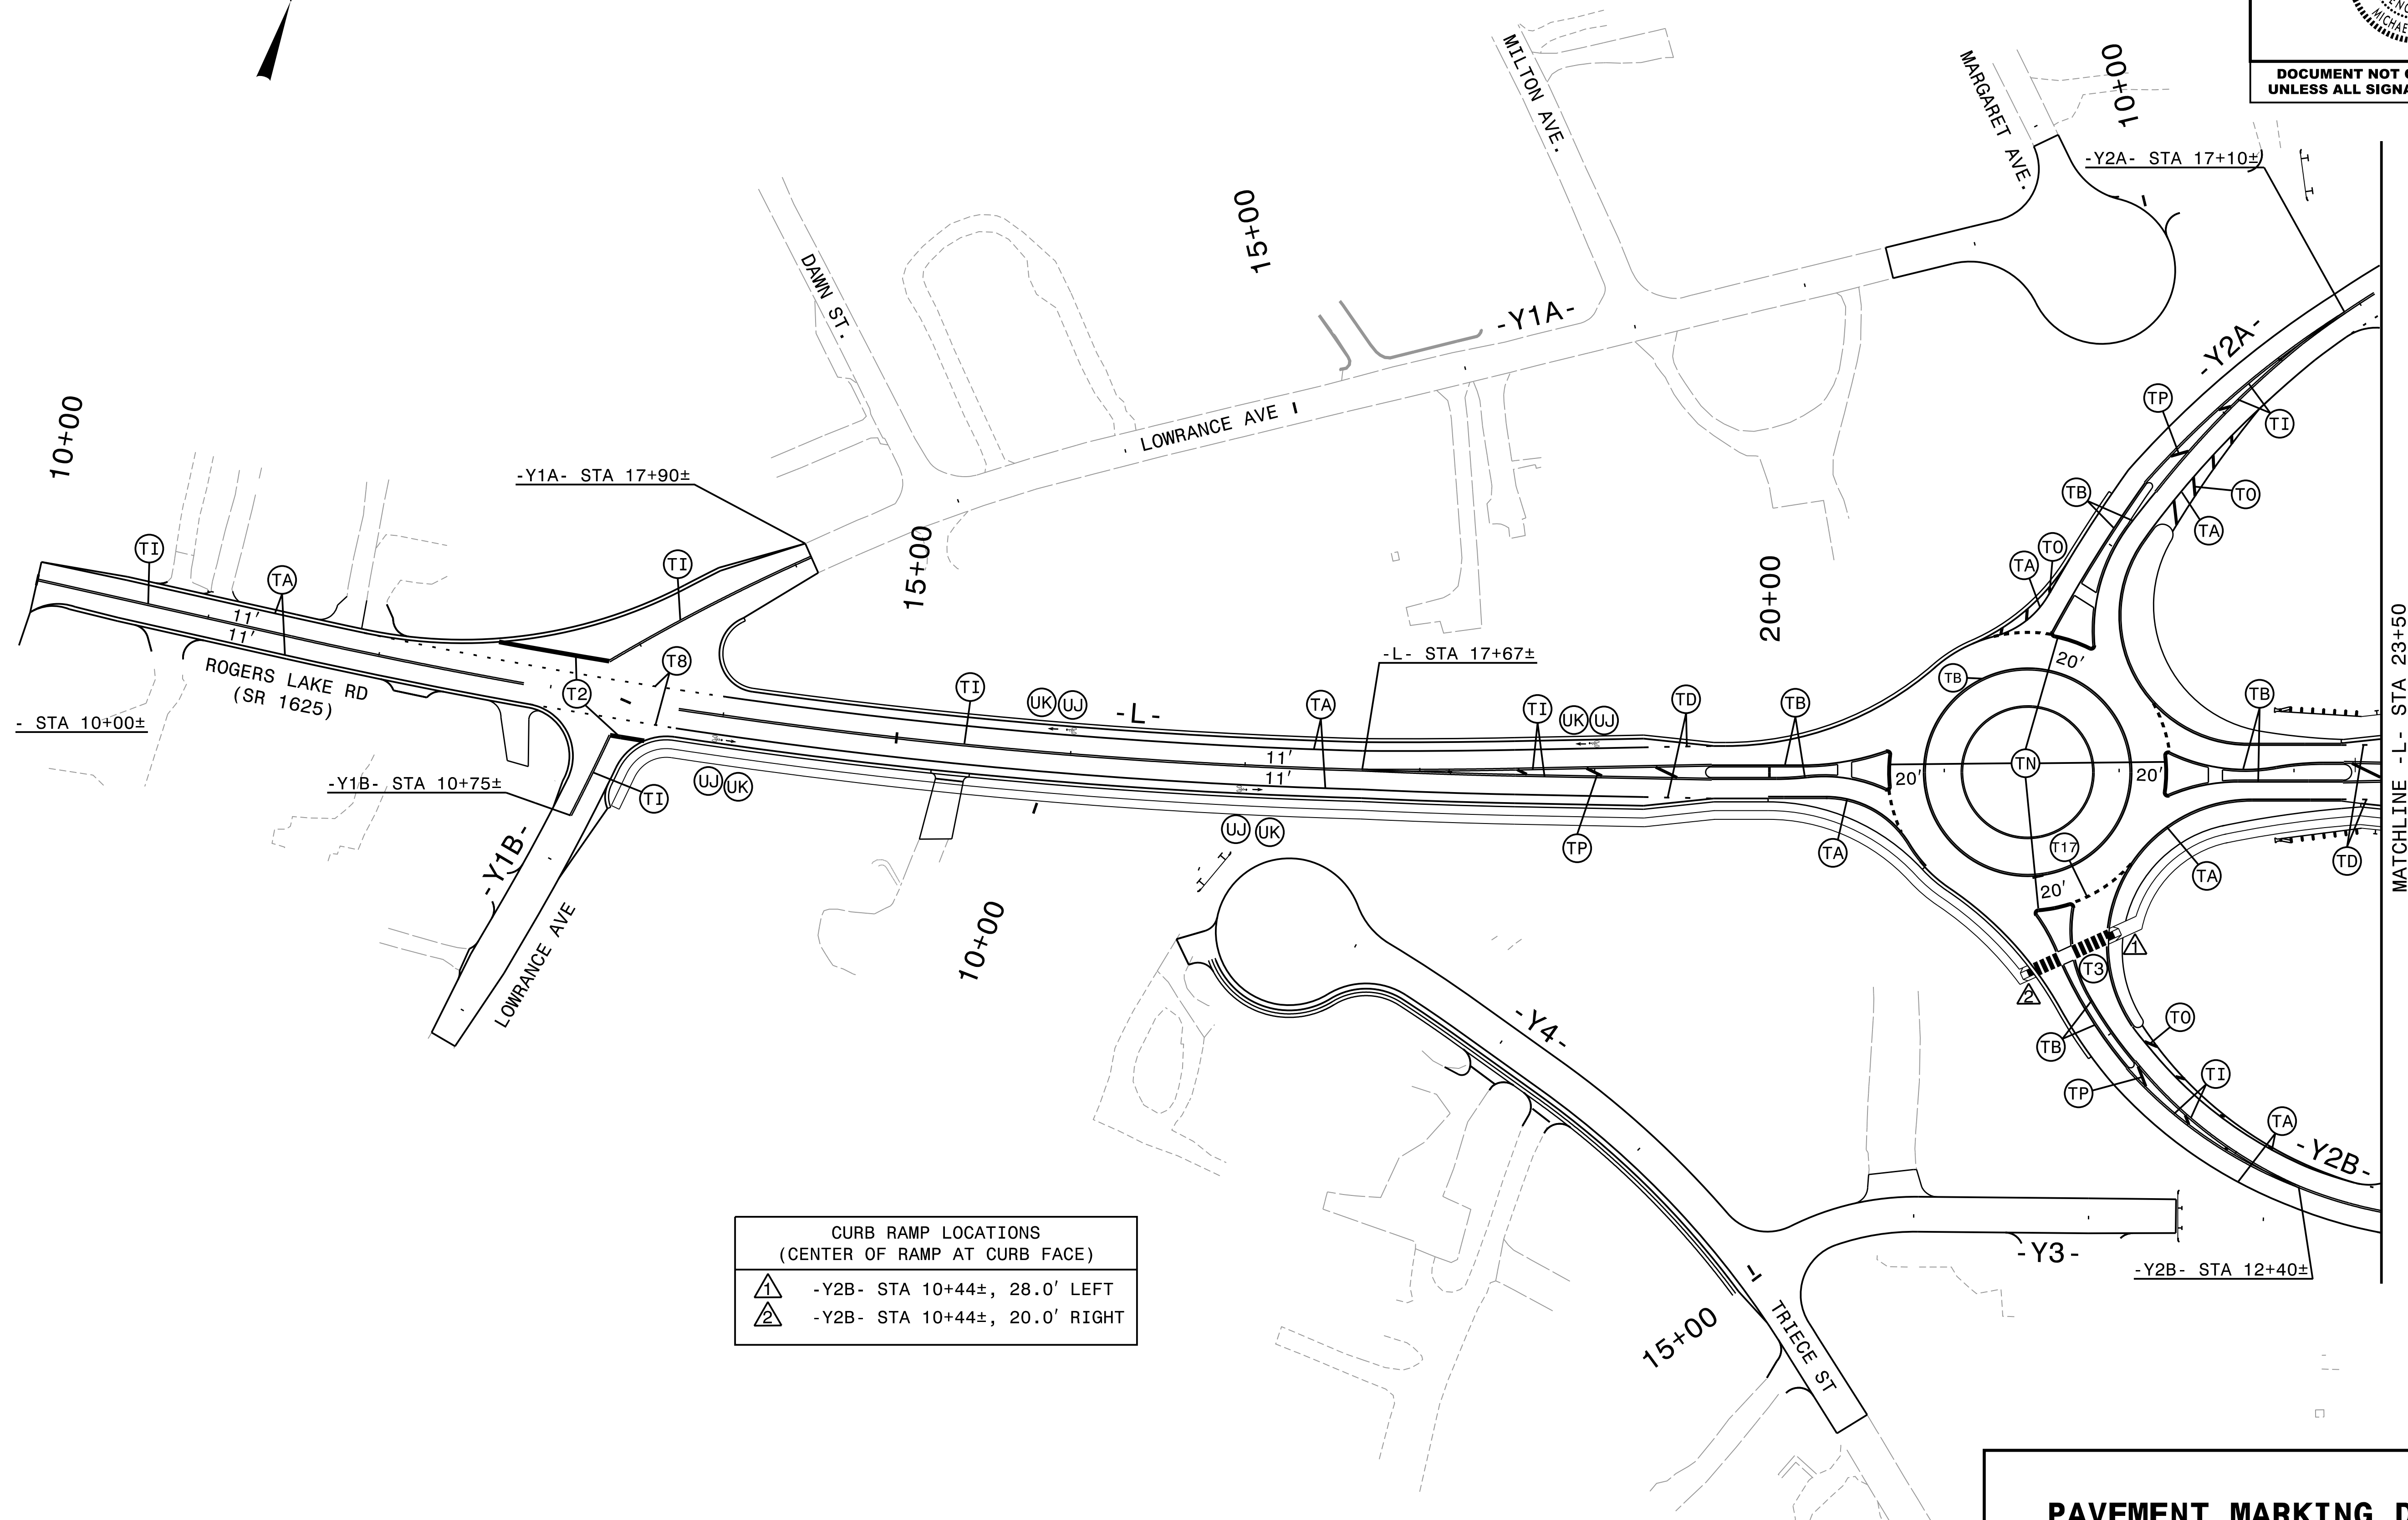 ENG
MICHAE
DOCUMENT NOT
UNLESS ALL SIGNA
MILTON AVE.
MARGARET AVE.
10+00
-Y2A- STA 17+10±
DAWN ST.
15+00
-Y1A-
LOWRANCE AVE
-Y2A-
TP
TI
TB
TO
TA
TO
TA
10+00
-Y1A- STA 17+90±
TI
TA
TI
11'
11'
ROGERS LAKE RD
(SR 1625)
- STA 10+00±
T2
T8
15+00
20+00
-L- STA 17+67±
TI
UK
UJ
-L-
TA
TI
UK
UJ
TD
TB
11'
11'
TB
20'
20'
20'
20'
TN
TB
T17
TD
TA
TA
TP
MATCHLINE -L- STA 23+50
-Y1B- STA 10+75±
TI
UJ
UK
UJ
UK
-Y1B-
LOWRANCE AVE
10+00
-Y4-
1
T3
2
TO
TB
TI
TP
TA
-Y2B-
-Y3-
-Y2B- STA 12+40±
15+00
TRIECE ST
CURB RAMP LOCATIONS
(CENTER OF RAMP AT CURB FACE)
1 -Y2B- STA 10+44±, 28.0' LEFT
2 -Y2B- STA 10+44±, 20.0' RIGHT
PAVEMENT MARKING D